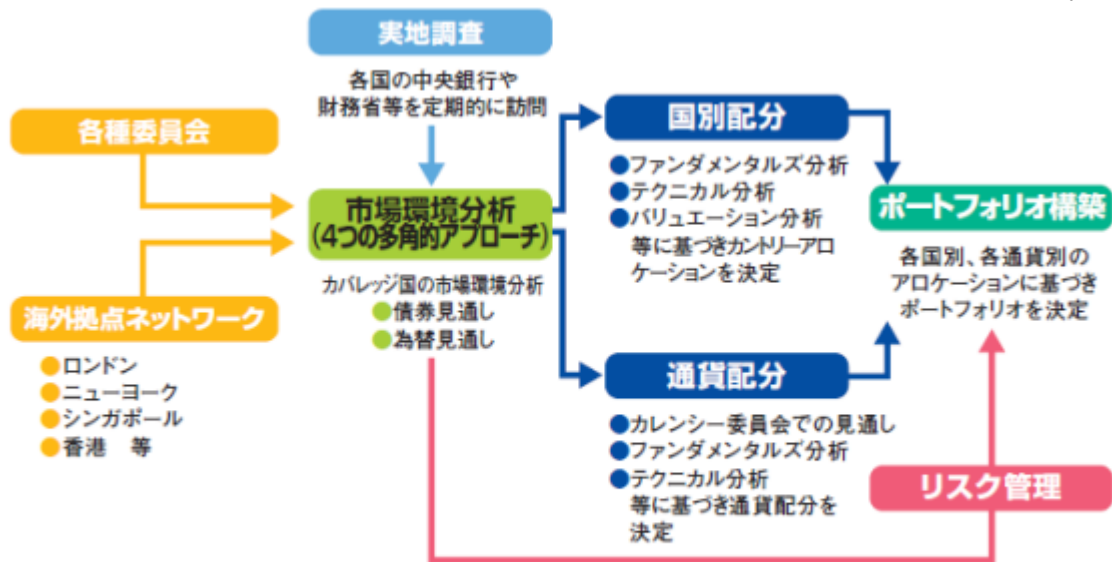 実地調査
各国の中央銀行や
財務省等を定期的に訪問
各種委員会
海外拠点ネットワーク
●ロンドン
●ニューヨーク
●シンガポール
●香港　等
市場環境分析
(4つの多角的アプローチ)
カバレッジ国の市場環境分析
●債券見通し
●為替見通し
国別配分
●ファンダメンタルズ分析
●テクニカル分析
●バリュエーション分析
等に基づきカントリーアロ
ケーションを決定
通貨配分
●カレンシー委員会での見通し
●ファンダメンタルズ分析
●テクニカル分析
等に基づき通貨配分を
決定
ポートフォリオ構築
各国別、各通貨別の
アロケーションに基づき
ポートフォリオを決定
リスク管理